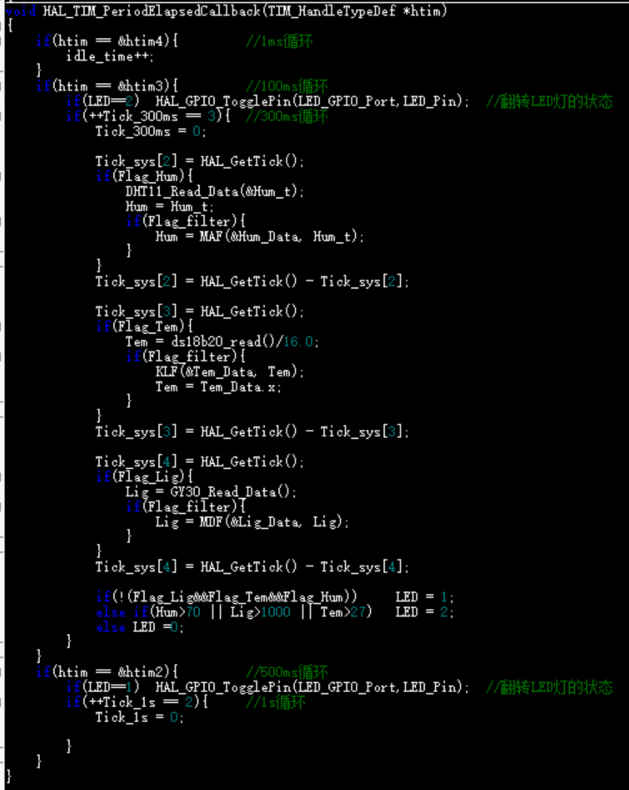 void HAL_TIM_PeriodElapsedCallback(TIM_HandleTypeDef *htim)
{
    if(htim == &htim4){        //1ms循环
        idle_time++;
    }
    if(htim == &htim3){        //100ms循环
        if(LED==2)  HAL_GPIO_TogglePin(LED_GPIO_Port,LED_Pin);  //翻转LED灯的状态
        if(++Tick_300ms == 3){  //300ms循环
            Tick_300ms = 0;

            Tick_sys[2] = HAL_GetTick();
            if(Flag_Hum){
                DHT11_Read_Data(&Hum_t);
                Hum = Hum_t;
                if(Flag_filter){
                    Hum = MAF(&Hum_Data, Hum_t);
                }
            }
            Tick_sys[2] = HAL_GetTick() - Tick_sys[2];

            Tick_sys[3] = HAL_GetTick();
            if(Flag_Tem){
                Tem = ds18b20_read()/16.0;
                if(Flag_filter){
                    KLF(&Tem_Data, Tem);
                    Tem = Tem_Data.x;
                }
            }
            Tick_sys[3] = HAL_GetTick() - Tick_sys[3];

            Tick_sys[4] = HAL_GetTick();
            if(Flag_Lig){
                Lig = GY30_Read_Data();
                if(Flag_filter){
                    Lig = MDF(&Lig_Data, Lig);
                }
            }
            Tick_sys[4] = HAL_GetTick() - Tick_sys[4];

            if(!(Flag_Lig&&Flag_Tem&&Flag_Hum))    LED = 1;
            else if(Hum>70 || Lig>1000 || Tem>27)  LED = 2;
            else LED =0;
        }
    }
    if(htim == &htim2){        //500ms循环
        if(LED==1)  HAL_GPIO_TogglePin(LED_GPIO_Port,LED_Pin);  //翻转LED灯的状态
        if(++Tick_1s == 2){    //1s循环
            Tick_1s = 0;

        }
    }
}